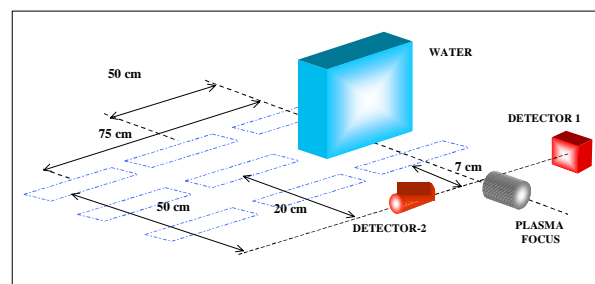 WATER
50 cm
DETECTOR 1
75 cm
7 cm
50 cm
20 cm
DETECTOR-2
PLASMA
FOCUS